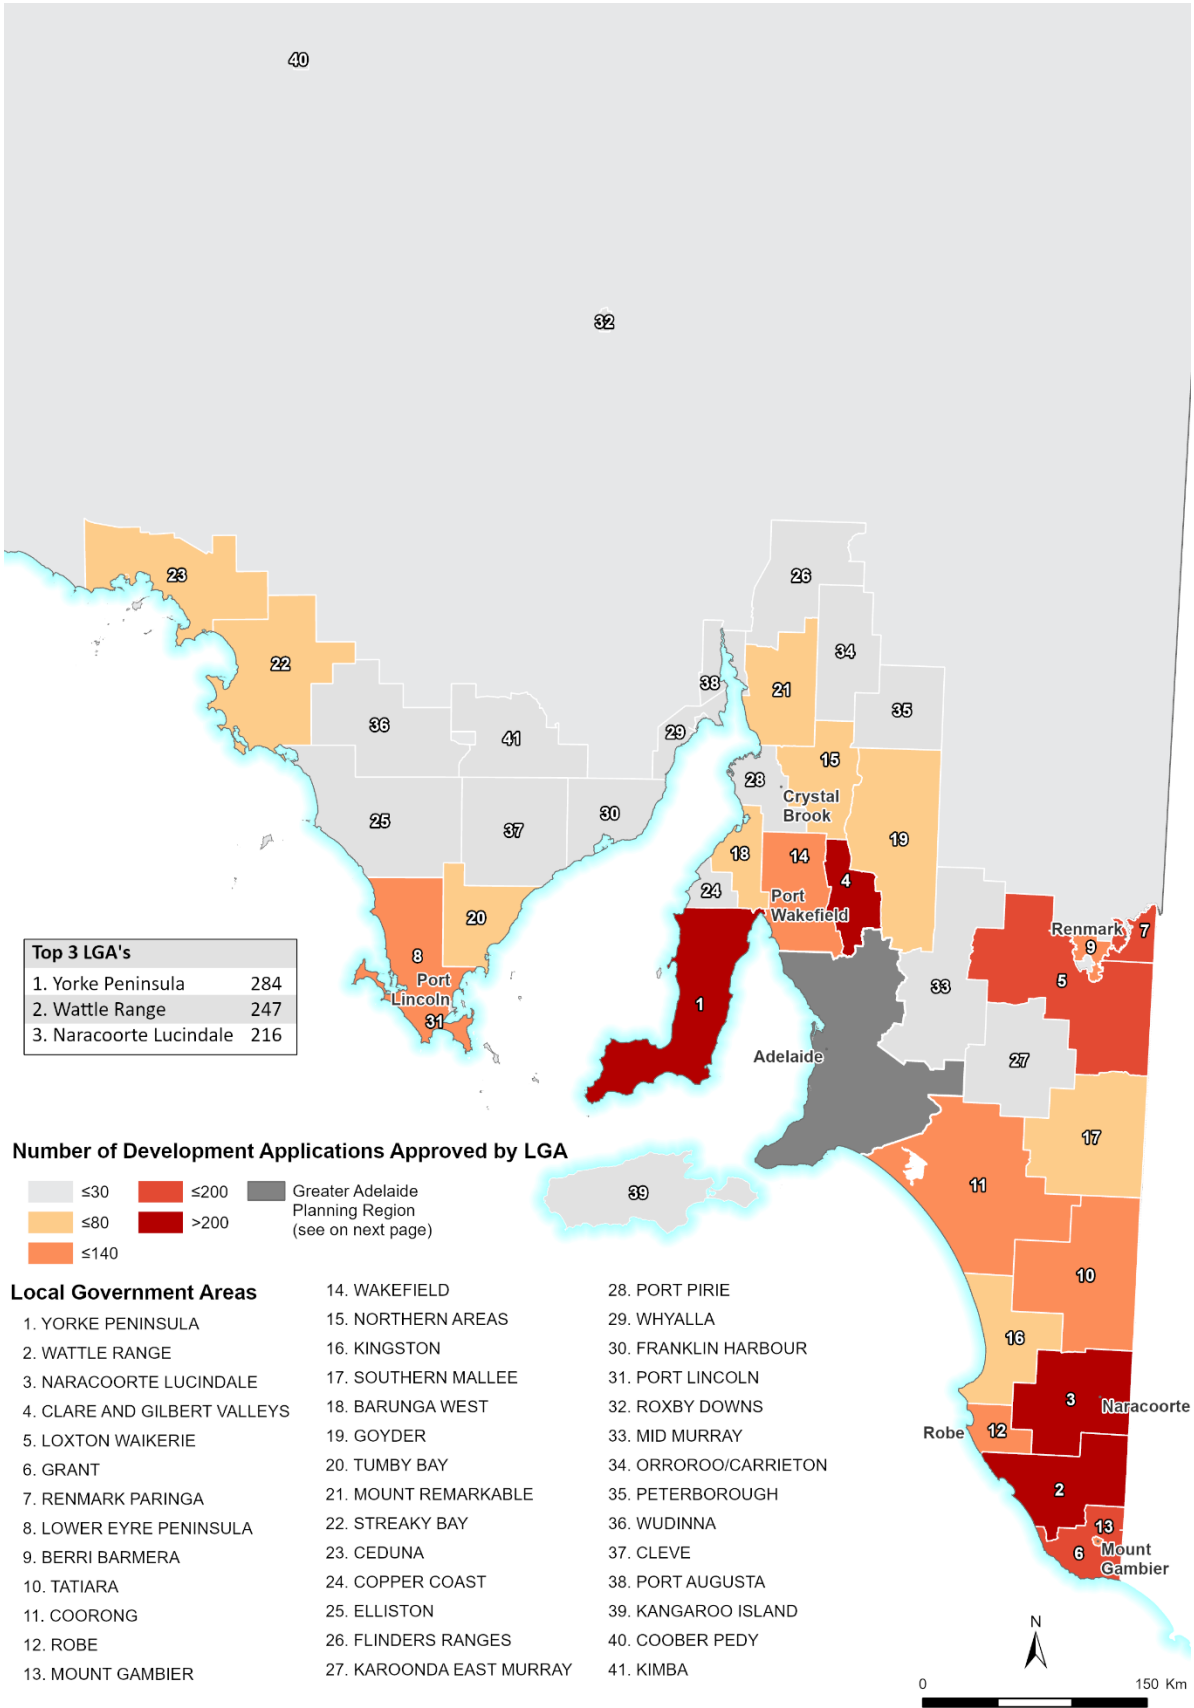 40
32
23
26
22
34
38
21
35
36
29
41
15
28
Crystal
Brook
25
30
37
19
18
14
4
24
Port
Wakefield
20
Renmark
7
9
8
Port
Lincoln
31
5
33
1
Adelaide
27
Top 3 LGA's
1. Yorke Peninsula 284
2. Wattle Range 247
3. Naracoorte Lucindale 216
17
11
39
10
16
3
Naracoorte
Robe
12
2
13
6
Mount
Gambier
Number of Development Applications Approved by LGA
≤30
≤80
≤140
≤200
>200
Greater Adelaide
Planning Region
(see on next page)
Local Government Areas
1. YORKE PENINSULA
2. WATTLE RANGE
3. NARACOORTE LUCINDALE
4. CLARE AND GILBERT VALLEYS
5. LOXTON WAIKERIE
6. GRANT
7. RENMARK PARINGA
8. LOWER EYRE PENINSULA
9. BERRI BARMERA
10. TATIARA
11. COORONG
12. ROBE
13. MOUNT GAMBIER
14. WAKEFIELD
15. NORTHERN AREAS
16. KINGSTON
17. SOUTHERN MALLEE
18. BARUNGA WEST
19. GOYDER
20. TUMBY BAY
21. MOUNT REMARKABLE
22. STREAKY BAY
23. CEDUNA
24. COPPER COAST
25. ELLISTON
26. FLINDERS RANGES
27. KAROONDA EAST MURRAY
28. PORT PIRIE
29. WHYALLA
30. FRANKLIN HARBOUR
31. PORT LINCOLN
32. ROXBY DOWNS
33. MID MURRAY
34. ORROROO/CARRIETON
35. PETERBOROUGH
36. WUDINNA
37. CLEVE
38. PORT AUGUSTA
39. KANGAROO ISLAND
40. COOBER PEDY
41. KIMBA
N
0 150 Km